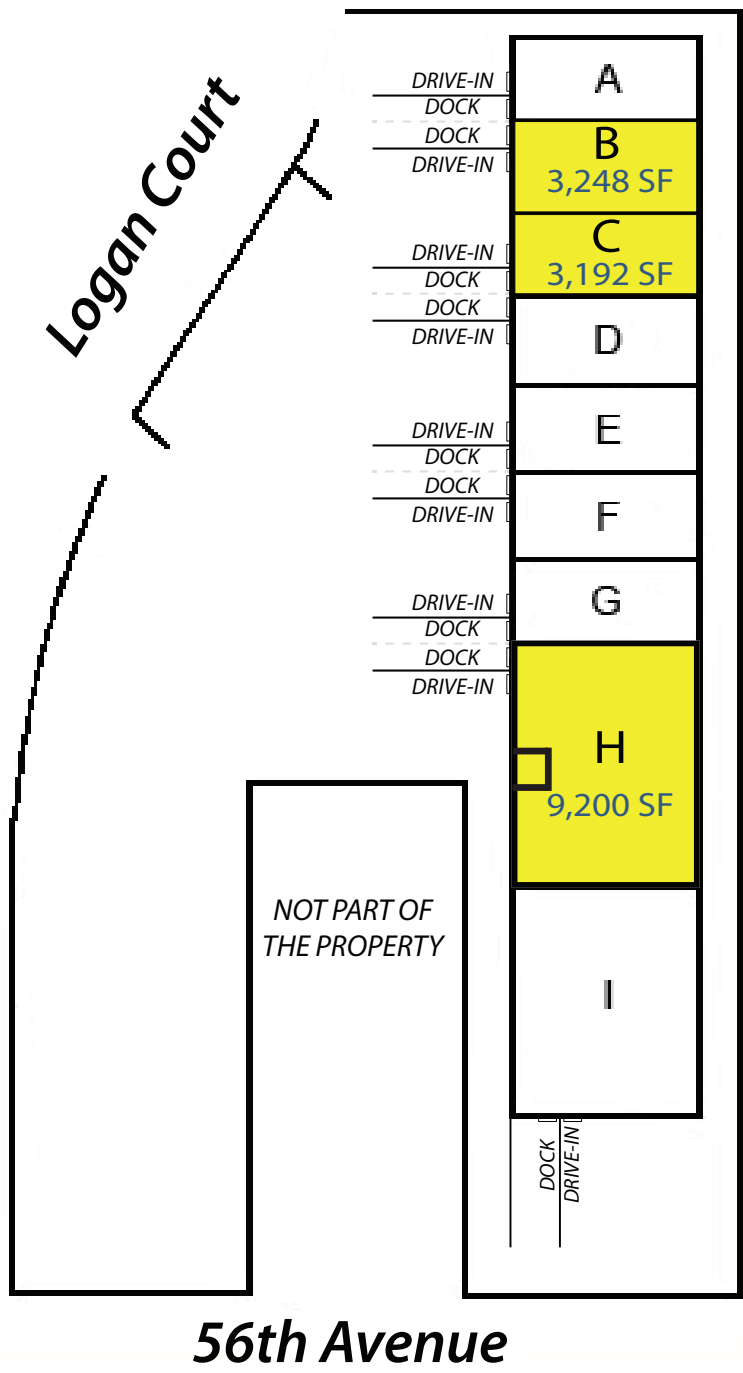 Logan Court
DRIVE-IN
DOCK
DOCK
DRIVE-IN
DRIVE-IN
DOCK
DOCK
DRIVE-IN
DRIVE-IN
DOCK
DOCK
DRIVE-IN
DRIVE-IN
DOCK
DOCK
DRIVE-IN
A
B
3,248 SF
C
3,192 SF
D
E
F
G
H
9,200 SF
I
NOT PART OF
THE PROPERTY
DOCK
DRIVE-IN
56th Avenue